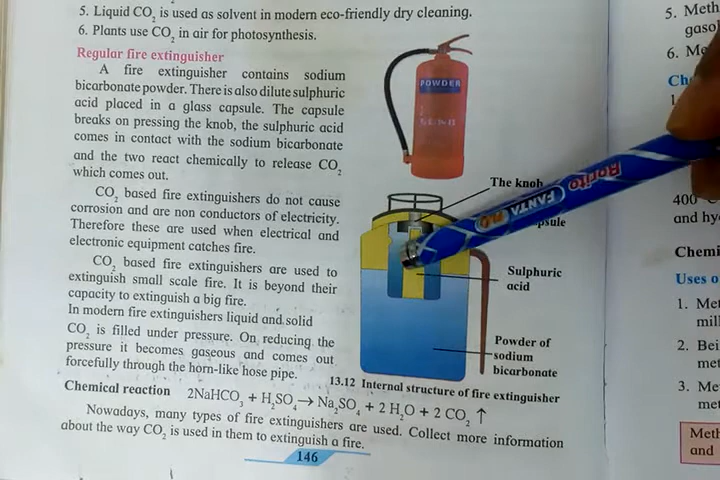 5. Liquid CO₂ is used as solvent in modern eco-friendly dry cleaning.
6. Plants use CO₂ in air for photosynthesis.
Regular fire extinguisher
A fire extinguisher contains sodium
bicarbonate powder. There is also dilute sulphuric
acid placed in a glass capsule. The capsule
breaks on pressing the knob, the sulphuric acid
comes in contact with the sodium bicarbonate
and the two react chemically to release CO₂
which comes out.
CO₂ based fire extinguishers do not cause
corrosion and are non conductors of electricity.
Therefore these are used when electrical and
electronic equipment catches fire.
CO₂ based fire extinguishers are used to
extinguish small scale fire. It is beyond their
capacity to extinguish a big fire.
In modern fire extinguishers liquid and solid
CO₂ is filled under pressure. On reducing the
pressure it becomes gaseous and comes out
forcefully through the horn-like hose pipe.
POWDER
The knob
psule
Sulphuric
acid
Powder of
sodium
bicarbonate
13.12 Internal structure of fire extinguisher
Chemical reaction 2NaHCO₃ + H₂SO₄ → Na₂SO₄ + 2 H₂O + 2 CO₂ ↑
Nowadays, many types of fire extinguishers are used. Collect more information
about the way CO₂ is used in them to extinguish a fire.
146
FANTA
Rorito
5. Meth
gaso
6. Me
Ch
1.
400
and hy
Chemi
Uses o
1. Me
mil
2. Bei
met
3. Me
met
Meth
and